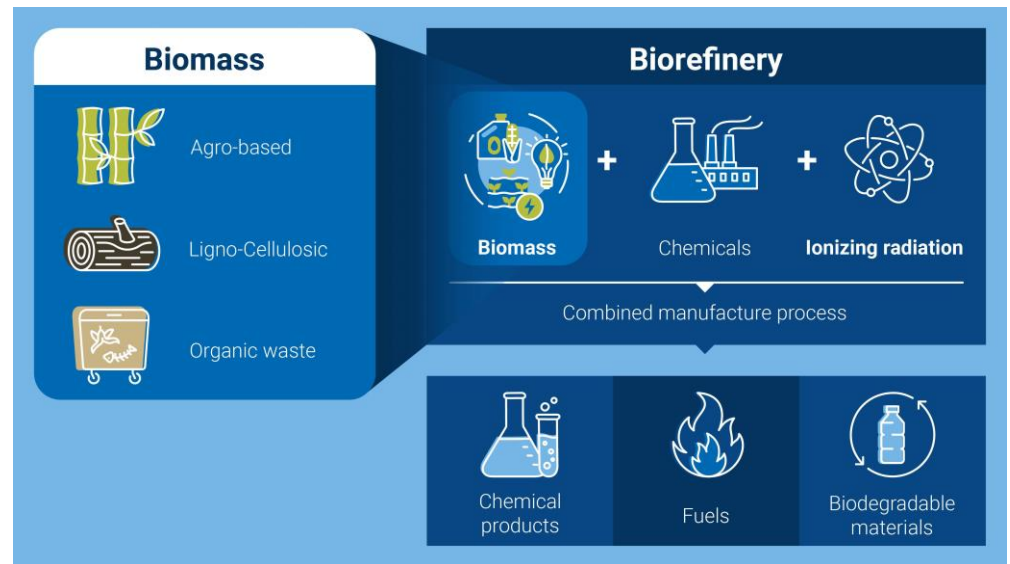 Biomass
Agro-based
Ligno-Cellulosic
Organic waste
Biorefinery
Biomass
+
Chemicals
+
Ionizing radiation
Combined manufacture process
Chemical
products
Fuels
Biodegradable
materials